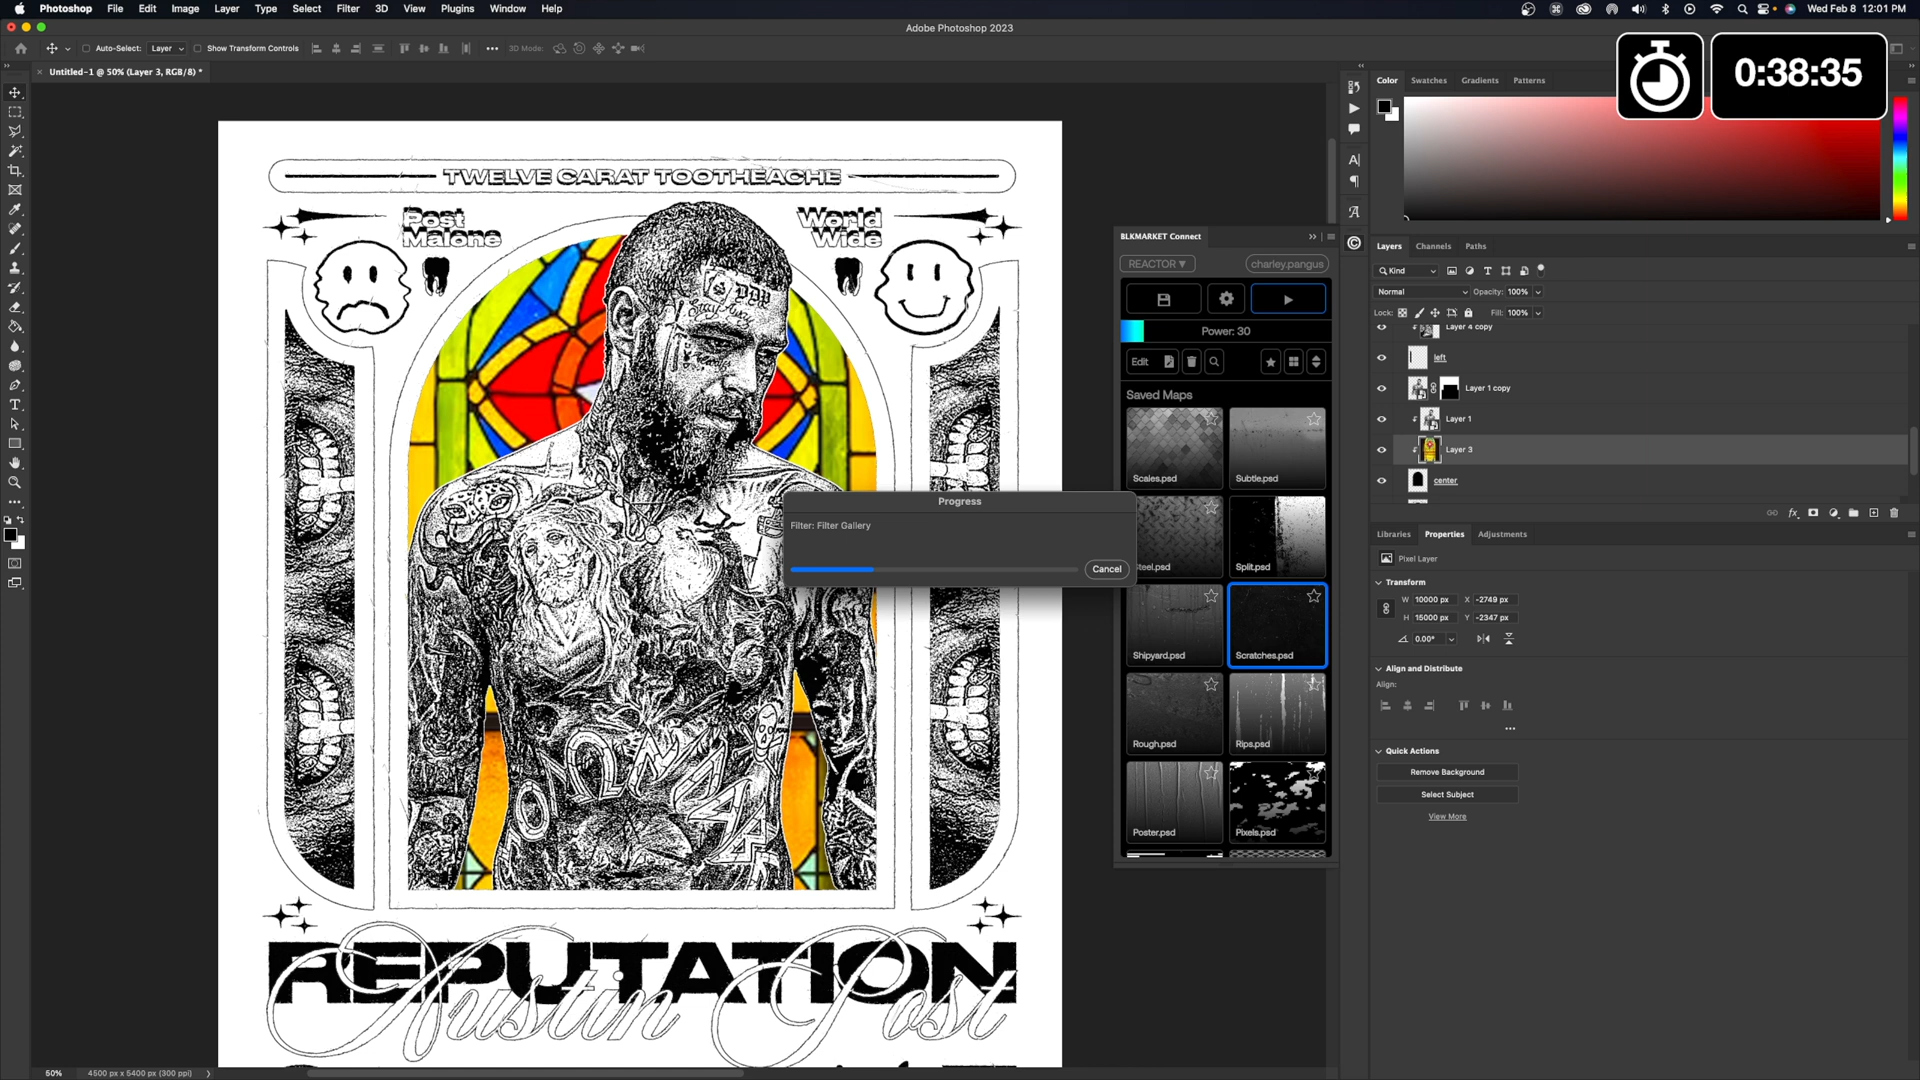 Photoshop File Edit Image Layer Type Select Filter 3D View Plugins Window Help
Wed Feb 8 12:01 PM
Adobe Photoshop 2023
Auto-Select: Layer Show Transform Controls 3D Mode:
Untitled-1 @ 50% (Layer 3, RGB/8) *
0:38:35
Color Swatches Gradients Patterns
TWELVE CARAT TOOTHEACHE
Post
Malone
World
Wide
REPUTATION
Austin Post
Progress
Filter: Filter Gallery
Cancel
BLKMARKET Connect
REACTOR ▼ charley.pangus
Power: 30
Edit
Saved Maps
Scales.psd Subtle.psd
Steel.psd Split.psd
Shipyard.psd Scratches.psd
Rough.psd Rips.psd
Poster.psd Pixels.psd
Layers Channels Paths
Kind
Normal Opacity: 100%
Lock: Fill: 100%
Layer 4 copy
left
Layer 1 copy
Layer 1
Layer 3
center
fx
Libraries Properties Adjustments
Pixel Layer
Transform
W 10000 px X -2749 px
H 15000 px Y -2347 px
0.00°
Align and Distribute
Align:
Quick Actions
Remove Background
Select Subject
View More
50% 4500 px x 5400 px (300 ppi)